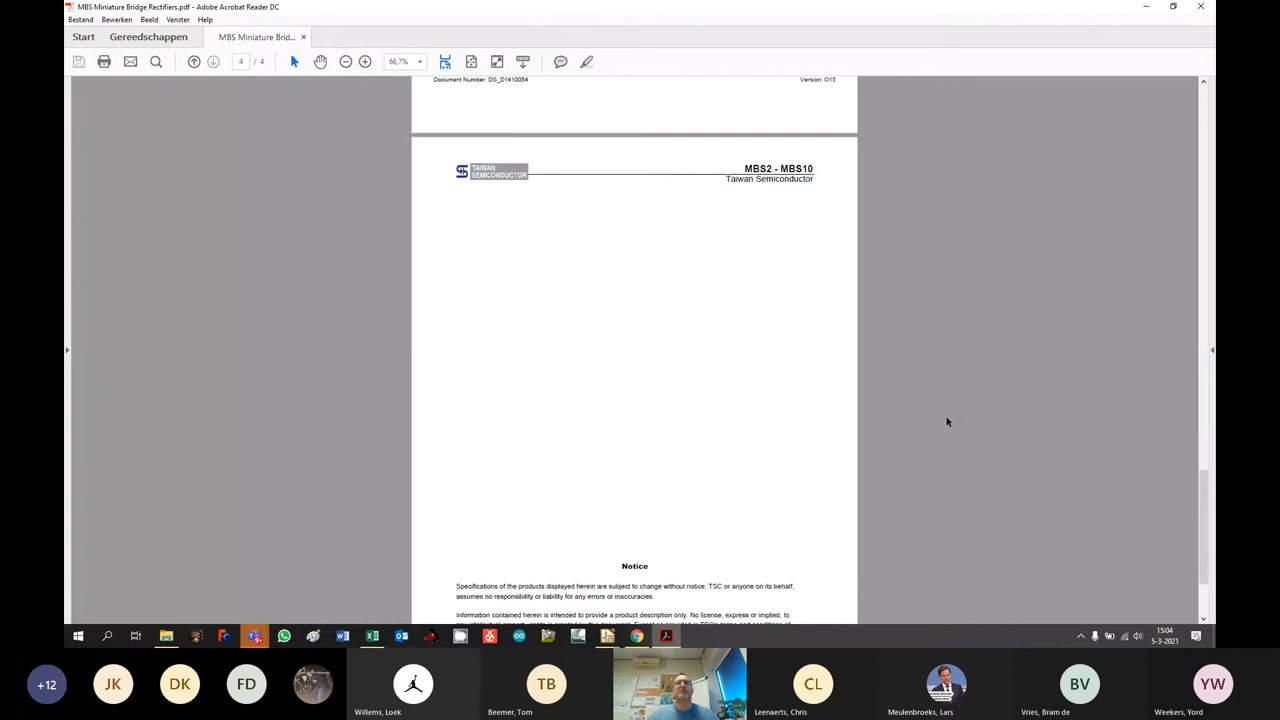 MBS Miniature Bridge Rectifiers.pdf - Adobe Acrobat Reader DC
Bestand Bewerken Beeld Venster Help
Start Gereedschappen MBS Miniature Brid... ×
4 / 4 66,7%
Document Number: DS_D1410054 Version: O15
TAIWAN
SEMICONDUCTOR
MBS2 - MBS10
Taiwan Semiconductor
Notice
Specifications of the products displayed herein are subject to change without notice. TSC or anyone on its behalf,
assumes no responsibility or liability for any errors or inaccuracies.
Information contained herein is intended to provide a product description only. No license, express or implied, to
15:04
5-3-2021
+12 JK DK FD TB CL BV YW
Willems, Loek Beemer, Tom Leenaerts, Chris Meulenbroeks, Lars Vries, Bram de Weekers, Yord